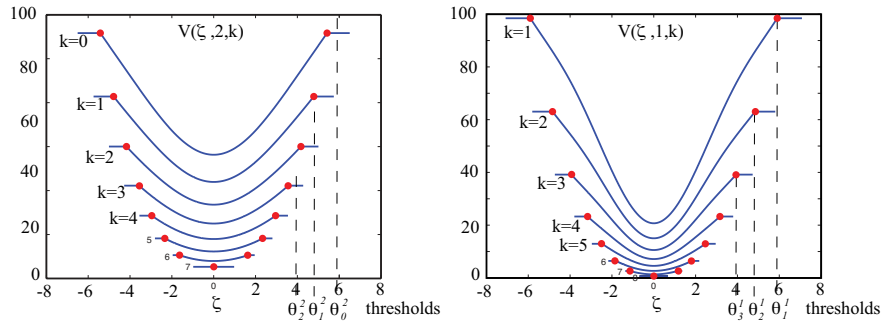 100
80
60
40
20
0
V(ζ,2,k)
k=0
k=1
k=2
k=3
k=4
5
6
7
-8 -6 -4 -2 0 2 4 6 8
ζ
θ₂² θ₁² θ₀² thresholds
100
80
60
40
20
0
V(ζ,1,k)
k=1
k=2
k=3
k=4
k=5
6
7
8
-8 -6 -4 -2 0 2 4 6 8
ζ
θ₃¹ θ₂¹ θ₁¹ thresholds